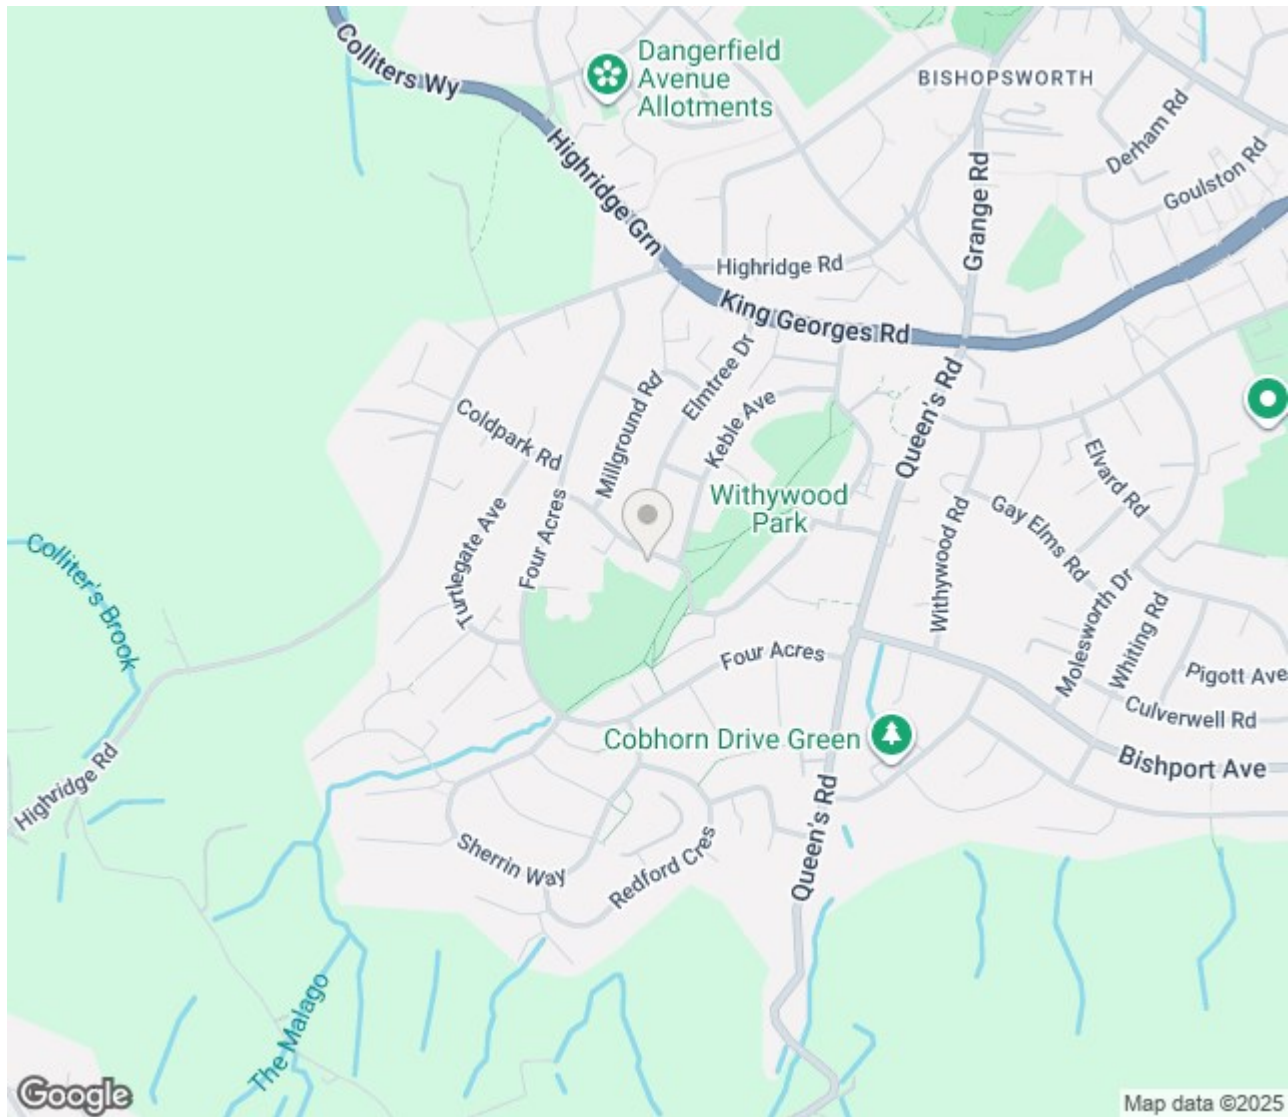 Colliters Wy
Dangerfield
Avenue
Allotments
BISHOPSWORTH
Derham Rd
Goulston Rd
Highridge Grn
Grange Rd
Highridge Rd
King Georges Rd
Elmtree Dr
Millground Rd
Keble Ave
Queen's Rd
Coldpark Rd
Elvard Rd
Withywood
Park
Gay Elms Rd
Four Acres
Turtlegate Ave
Withywood Rd
Colliter's Brook
Molesworth Dr
Whiting Rd
Four Acres
Pigott Ave
Culverwell Rd
Cobhorn Drive Green
Bishport Ave
Highridge Rd
Queen's Rd
Sherrin Way
Redford Cres
The Malago
Google
Map data ©2025